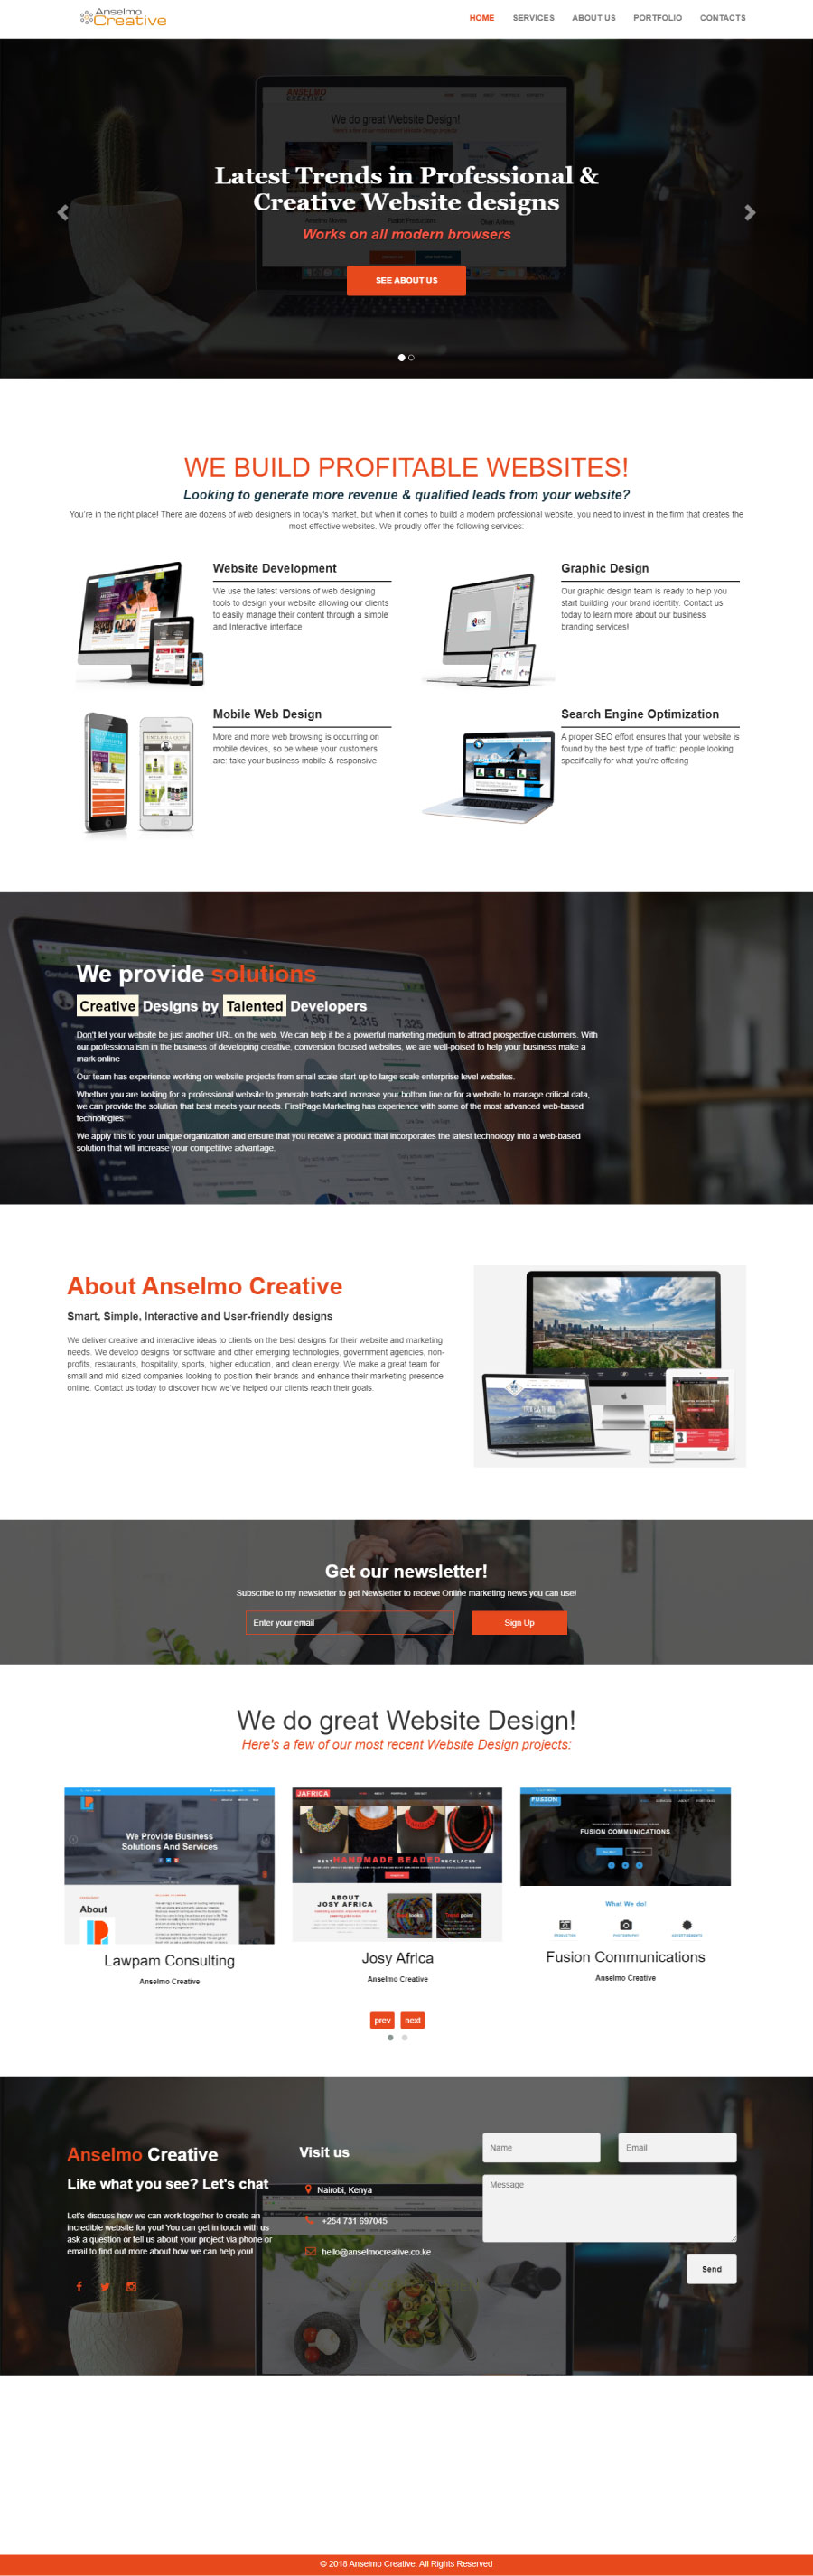 Anselmo
Creative
HOME SERVICES ABOUT US PORTFOLIO CONTACTS
We do great Website Design!
Latest Trends in Professional &
Creative Website designs
Works on all modern browsers
SEE ABOUT US
WE BUILD PROFITABLE WEBSITES!
Looking to generate more revenue & qualified leads from your website?
You're in the right place! There are dozens of web designers in today's market, but when it comes to build a modern professional website, you need to invest in the firm that creates the
most effective websites. We proudly offer the following services:
Website Development
We use the latest versions of web designing
tools to design your website allowing our clients
to easily manage their content through a simple
and Interactive interface
Graphic Design
Our graphic design team is ready to help you
start building your brand identity. Contact us
today to learn more about our business
branding services!
Mobile Web Design
More and more web browsing is occurring on
mobile devices, so be where your customers
are: take your business mobile & responsive
Search Engine Optimization
A proper SEO effort ensures that your website is
found by the best type of traffic: people looking
specifically for what you're offering
We provide solutions
Creative Designs by Talented Developers
Don't let your website be just another URL on the web. We can help it be a powerful marketing medium to attract prospective customers. With
our professionalism in the business of developing creative, conversion focused websites, we are well-poised to help your business make a
mark online
Our team has experience working on website projects from small scale start up to large scale enterprise level websites.
Whether you are looking for a professional website to generate leads and increase your bottom line or for a website to manage critical data,
we can provide the solution that best meets your needs. FirstPage Marketing has experience with some of the most advanced web-based
technologies.
We apply this to your unique organization and ensure that you receive a product that incorporates the latest technology into a web-based
solution that will increase your competitive advantage.
About Anselmo Creative
Smart, Simple, Interactive and User-friendly designs
We deliver creative and interactive ideas to clients on the best designs for their website and marketing
needs. We develop designs for software and other emerging technologies, government agencies, non-
profits, restaurants, hospitality, sports, higher education, and clean energy. We make a great team for
small and mid-sized companies looking to position their brands and enhance their marketing presence
online. Contact us today to discover how we've helped our clients reach their goals.
Get our newsletter!
Subscribe to my newsletter to get Newsletter to recieve Online marketing news you can use!
Enter your email
Sign Up
We do great Website Design!
Here's a few of our most recent Website Design projects:
We Provide Business
Solutions And Services
About
Lawpam Consulting
Anselmo Creative
JAFRICA
BEST HANDMADE BEADED NECKLACES
ABOUT
JOSY AFRICA
Josy Africa
Anselmo Creative
FUSION
FUSION COMMUNICATIONS
What We do!
Fusion Communications
Anselmo Creative
prev next
Anselmo Creative
Like what you see? Let's chat
Let's discuss how we can work together to create an
incredible website for you! You can get in touch with us
ask a question or tell us about your project via phone or
email to find out more about how we can help you!
Visit us
Nairobi, Kenya
+254 731 697045
hello@anselmocreative.co.ke
Name
Email
Message
Send
© 2018 Anselmo Creative. All Rights Reserved